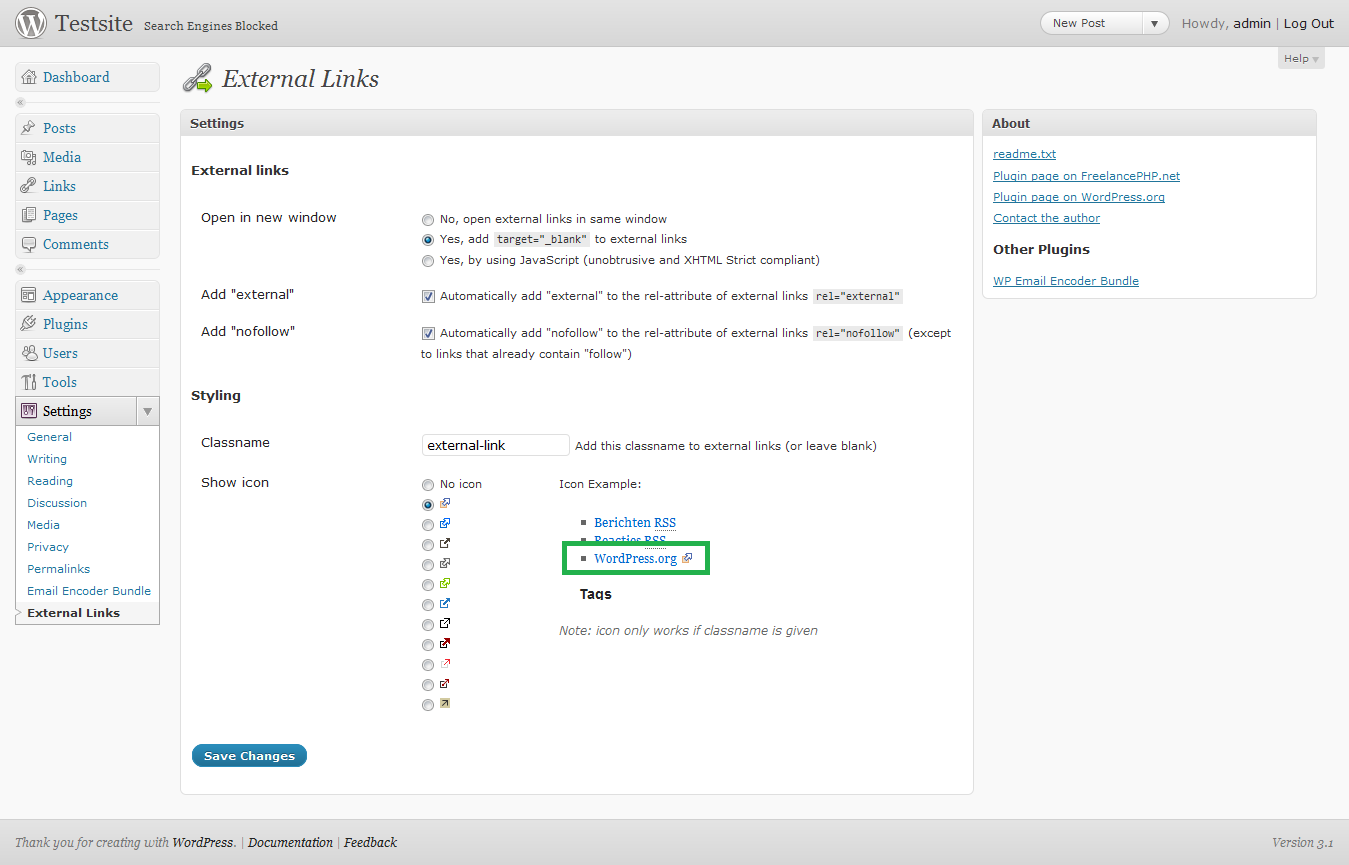 Testsite Search Engines Blocked
New Post
Howdy, admin | Log Out
Help
Dashboard
Posts
Media
Links
Pages
Comments
Appearance
Plugins
Users
Tools
Settings
General
Writing
Reading
Discussion
Media
Privacy
Permalinks
Email Encoder Bundle
External Links
External Links
Settings
External links
Open in new window
No, open external links in same window
Yes, add target="_blank" to external links
Yes, by using JavaScript (unobtrusive and XHTML Strict compliant)
Add "external"
Automatically add "external" to the rel-attribute of external links rel="external"
Add "nofollow"
Automatically add "nofollow" to the rel-attribute of external links rel="nofollow" (except
to links that already contain "follow")
Styling
Classname
external-link Add this classname to external links (or leave blank)
Show icon
No icon
Icon Example:
Berichten RSS
Reacties RSS
WordPress.org
Tags
Note: icon only works if classname is given
Save Changes
About
readme.txt
Plugin page on FreelancePHP.net
Plugin page on WordPress.org
Contact the author
Other Plugins
WP Email Encoder Bundle
Thank you for creating with WordPress. | Documentation | Feedback
Version 3.1